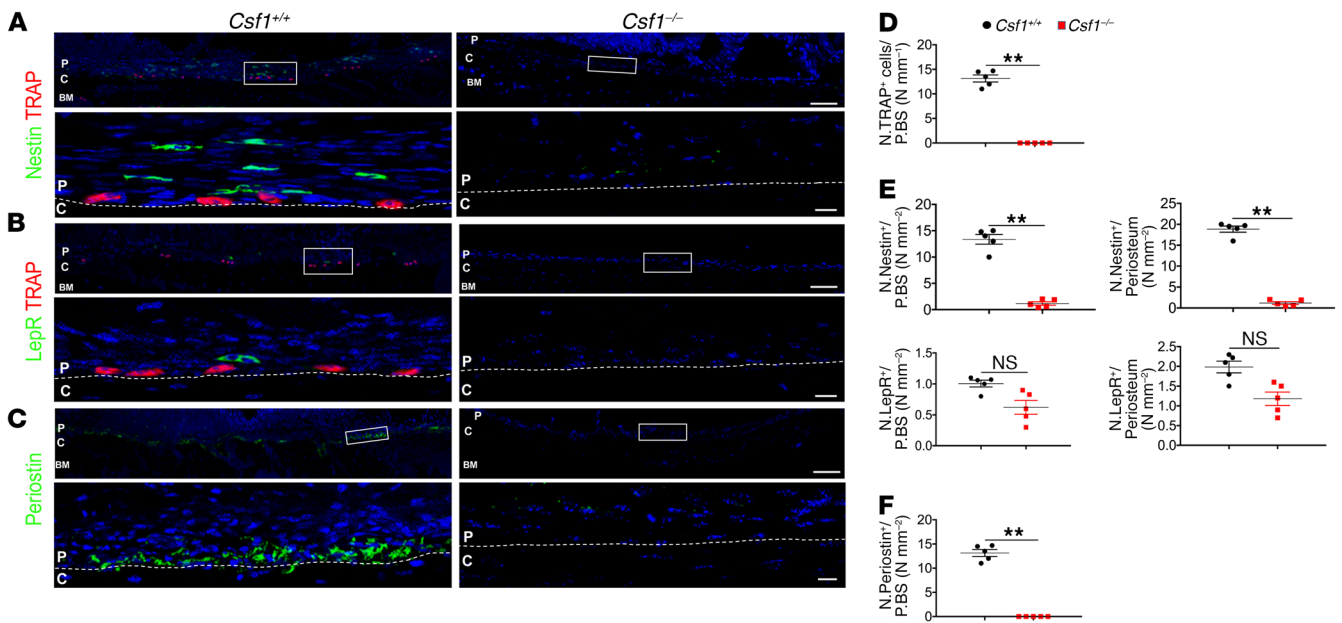 A
Csf1+/+
Csf1–/–
Nestin TRAP
P
C
BM
P
C
BM
P
C
P
C
B
LepR TRAP
P
C
BM
P
C
BM
P
C
P
C
C
Periostin
P
C
BM
P
C
BM
P
C
P
C
D
Csf1+/+
Csf1–/–
N.TRAP+ cells/
P.BS (N mm–1)
20
15
10
5
0
**
E
N.Nestin+/
P.BS (N mm–2)
20
15
10
5
0
**
N.Nestin+/
Periosteum
(N mm–2)
25
20
15
10
5
0
**
N.LepR+/
P.BS (N mm–2)
1.5
1.0
0.5
0.0
NS
N.LepR+/
Periosteum
(N mm–2)
2.5
2.0
1.5
1.0
0.5
0.0
NS
F
N.Periostin+/
P.BS (N mm–2)
20
15
10
5
0
**